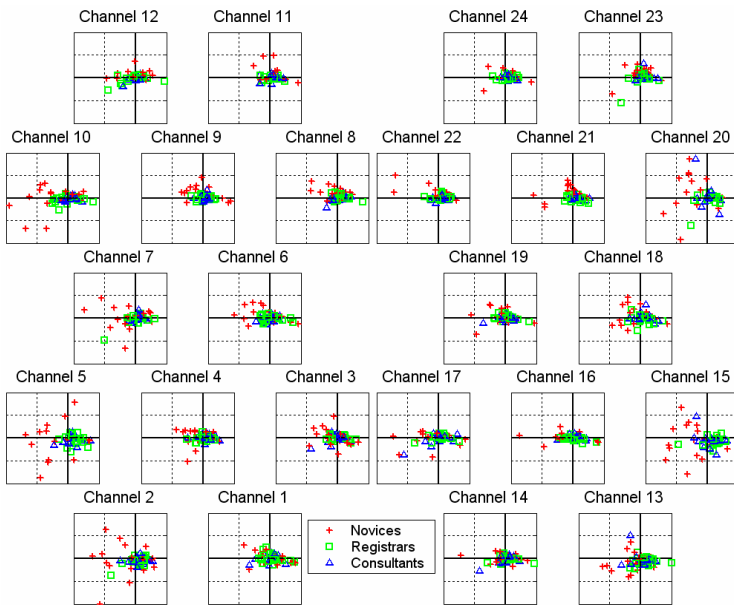 Channel 12 Channel 11 Channel 24 Channel 23
Channel 10 Channel 9 Channel 8 Channel 22 Channel 21 Channel 20
Channel 7 Channel 6 Channel 19 Channel 18
Channel 5 Channel 4 Channel 3 Channel 17 Channel 16 Channel 15
Channel 2 Channel 1 Channel 14 Channel 13
Novices
Registrars
Consultants